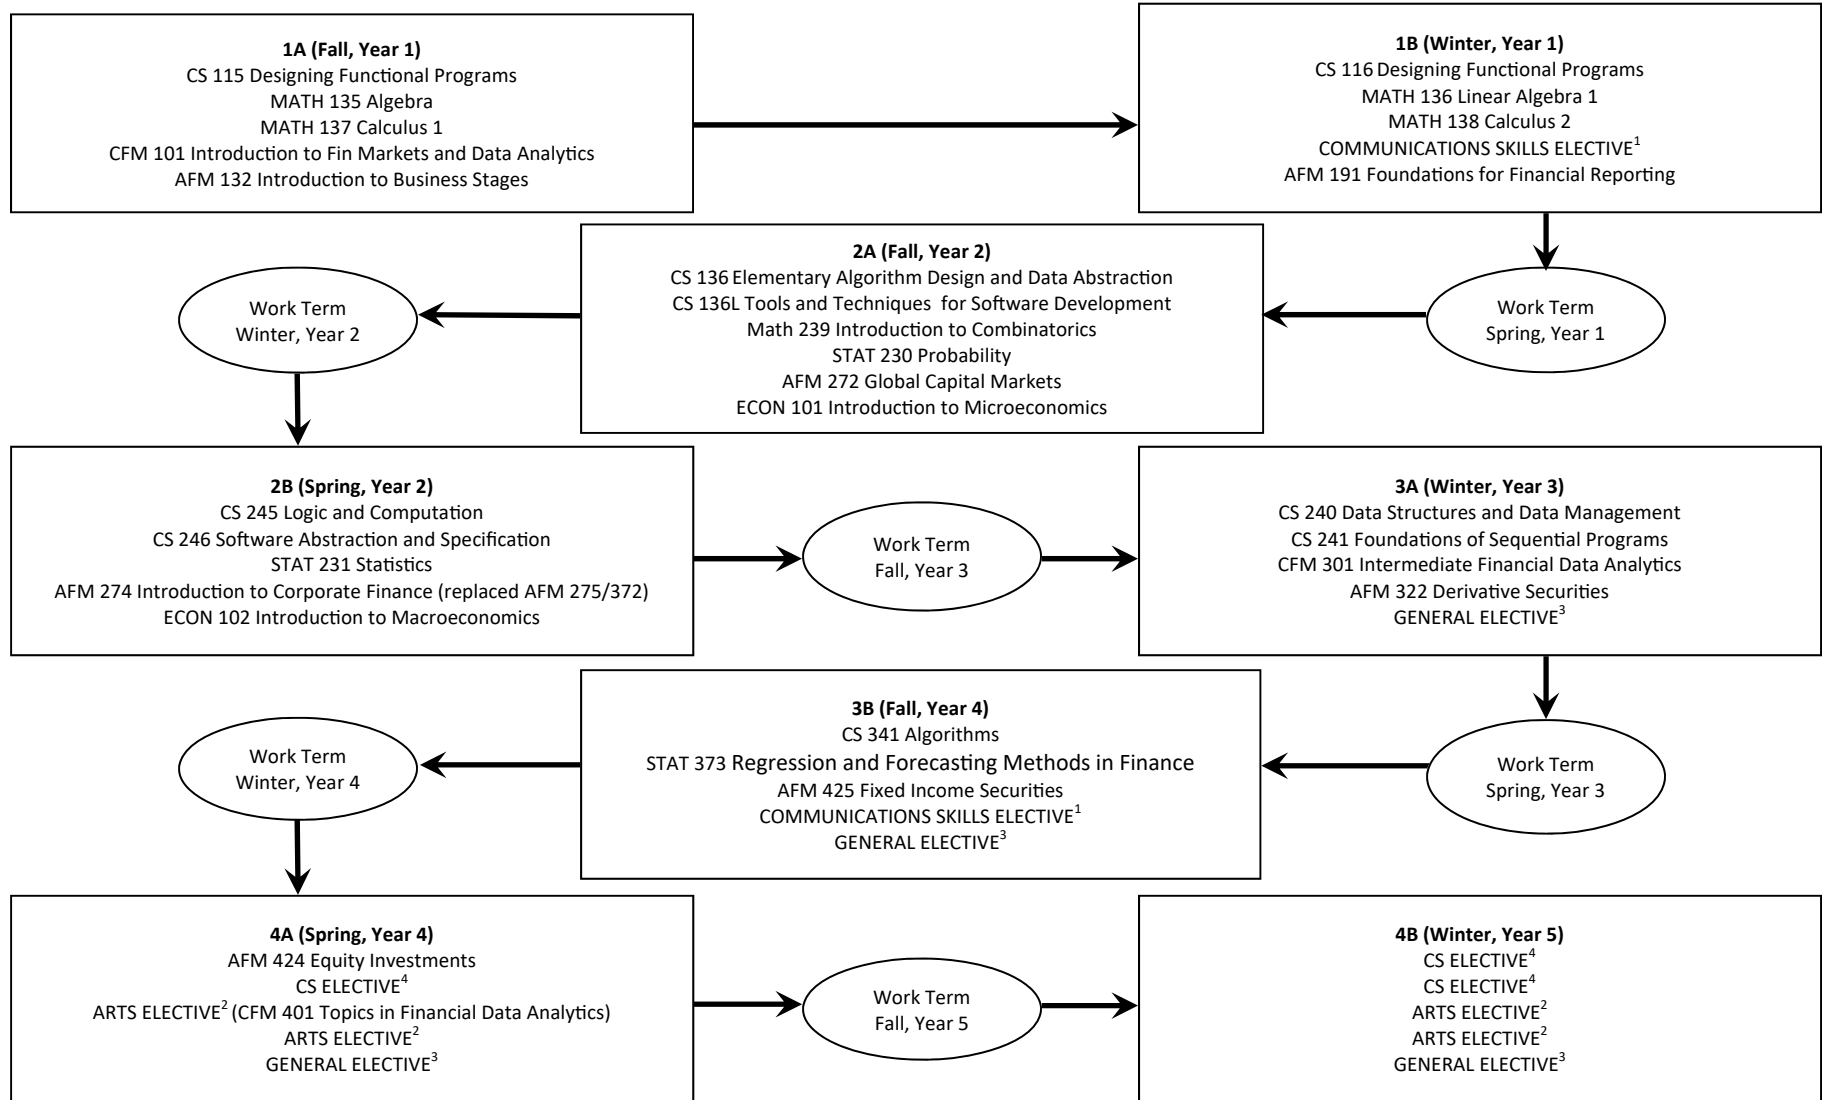 1A (Fall, Year 1)
CS 115 Designing Functional Programs
MATH 135 Algebra
MATH 137 Calculus 1
CFM 101 Introduction to Fin Markets and Data Analytics
AFM 132 Introduction to Business Stages
1B (Winter, Year 1)
CS 116 Designing Functional Programs
MATH 136 Linear Algebra 1
MATH 138 Calculus 2
COMMUNICATIONS SKILLS ELECTIVE¹
AFM 191 Foundations for Financial Reporting
Work Term
Spring, Year 1
2A (Fall, Year 2)
CS 136 Elementary Algorithm Design and Data Abstraction
CS 136L Tools and Techniques for Software Development
Math 239 Introduction to Combinatorics
STAT 230 Probability
AFM 272 Global Capital Markets
ECON 101 Introduction to Microeconomics
Work Term
Winter, Year 2
2B (Spring, Year 2)
CS 245 Logic and Computation
CS 246 Software Abstraction and Specification
STAT 231 Statistics
AFM 274 Introduction to Corporate Finance (replaced AFM 275/372)
ECON 102 Introduction to Macroeconomics
Work Term
Fall, Year 3
3A (Winter, Year 3)
CS 240 Data Structures and Data Management
CS 241 Foundations of Sequential Programs
CFM 301 Intermediate Financial Data Analytics
AFM 322 Derivative Securities
GENERAL ELECTIVE³
Work Term
Spring, Year 3
3B (Fall, Year 4)
CS 341 Algorithms
STAT 373 Regression and Forecasting Methods in Finance
AFM 425 Fixed Income Securities
COMMUNICATIONS SKILLS ELECTIVE¹
GENERAL ELECTIVE³
Work Term
Winter, Year 4
4A (Spring, Year 4)
AFM 424 Equity Investments
CS ELECTIVE⁴
ARTS ELECTIVE² (CFM 401 Topics in Financial Data Analytics)
ARTS ELECTIVE²
GENERAL ELECTIVE³
Work Term
Fall, Year 5
4B (Winter, Year 5)
CS ELECTIVE⁴
CS ELECTIVE⁴
ARTS ELECTIVE²
ARTS ELECTIVE²
GENERAL ELECTIVE³